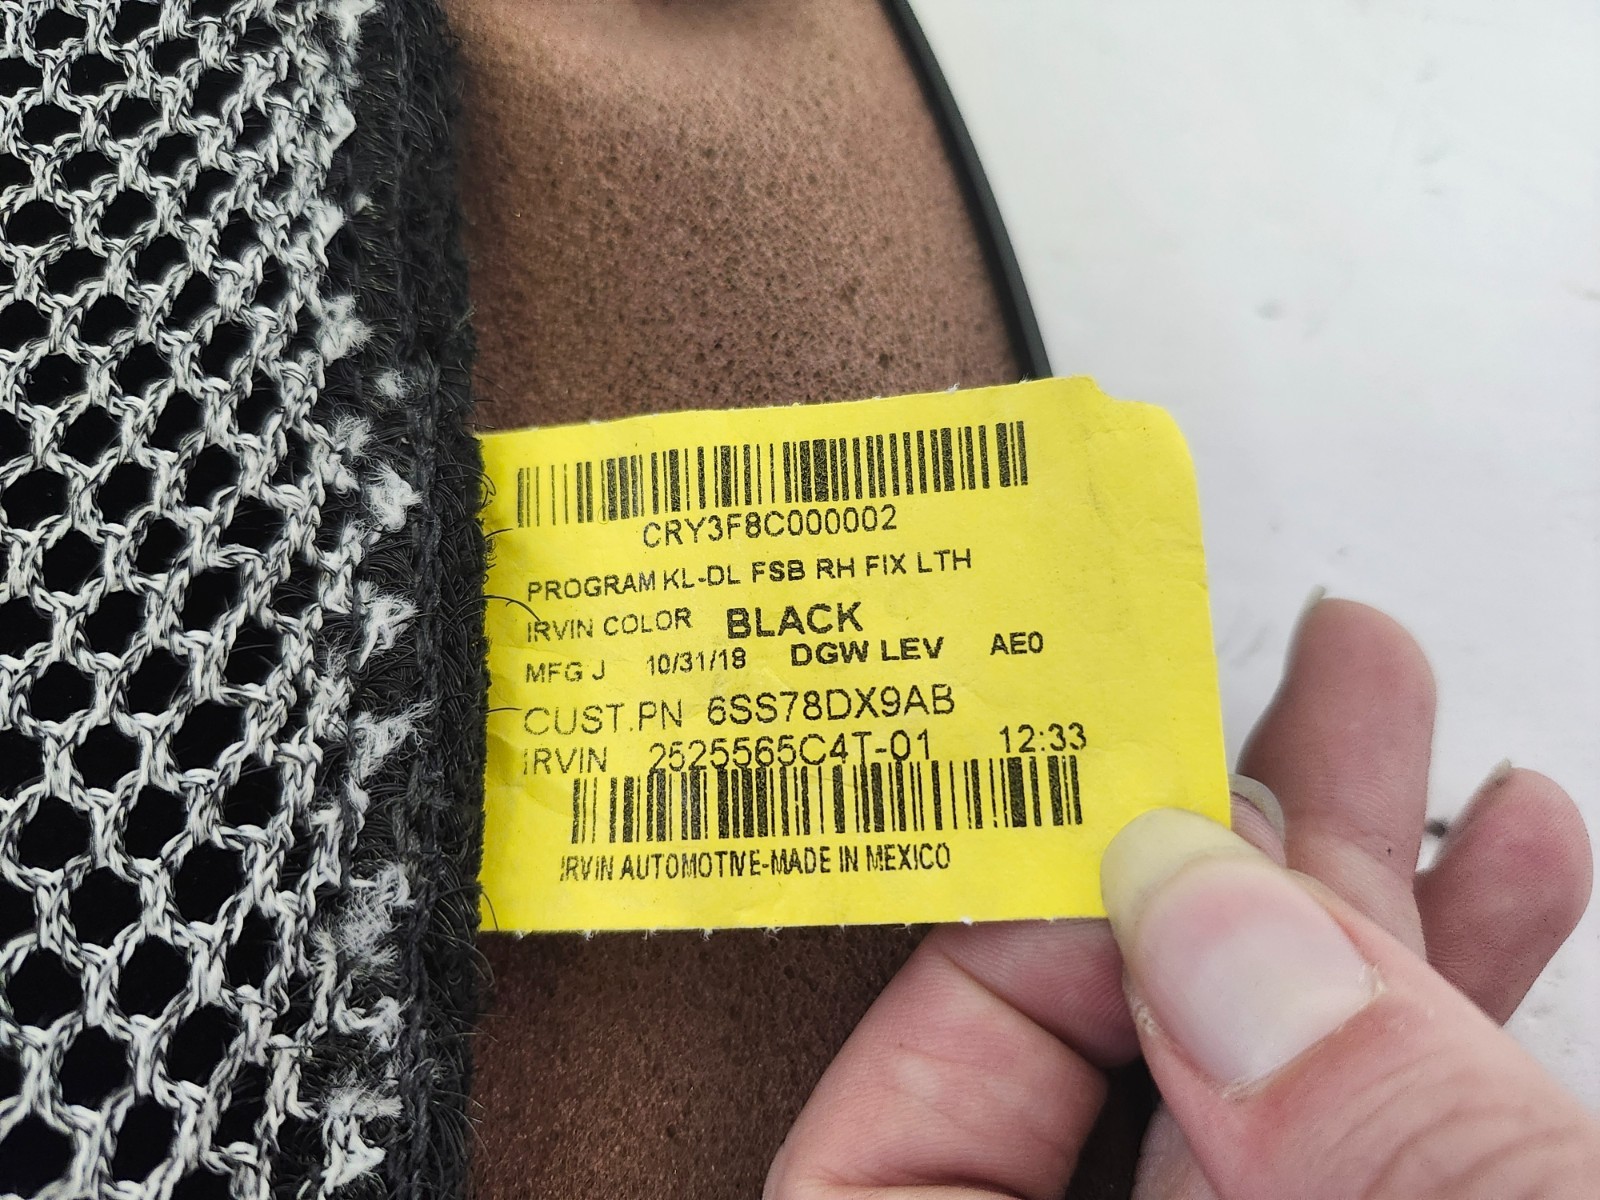 CRY3F8C000002
PROGRAM KL-DL FSB RH FIX LTH
IRVIN COLOR BLACK
MFG J 10/31/18 DGW LEV AE0
CUST.PN 6SS78DX9AB
IRVIN 2525565C4T-01 12:33
IRVIN AUTOMOTIVE-MADE IN MEXICO